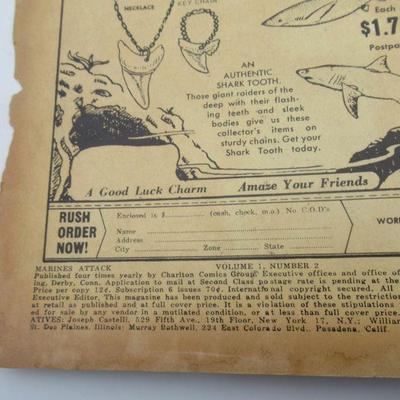 NECKLACE
KEY CHAIN
Each
$1.7
Postpa
AN
AUTHENTIC
SHARK TOOTH.
Those giant raiders of the
deep with their flash-
ing teeth and sleek
bodies give us these
collector's items on
sturdy chains. Get your
Shark Tooth today.
A Good Luck Charm Amaze Your Friends
RUSH
ORDER
NOW!
Enclosed is $ (cash, check, m.o.) No C.O.D's
Name
Address
City Zone State
WOR
MARINES ATTACK VOLUME 1, NUMBER 2
Published four times yearly by Charlton Comics Group. Executive offices and office of
ing, Derby, Conn. Application to mail at Second Class postage rate is pending at the
Price per copy 12¢. Subscription 6 issues 70¢. International copyright secured. All
Executive Editor. This magazine has been produced and sold subject to the restriction
at retail as published and at full cover price. It is a violation of these stipulations
ed for sale by any vendor in a mutilated condition, or at less than full cover price.
ATIVES: Joseph Castelli, 529 Fifth Ave., 19th Floor, New York 17, N.Y.; William
St. Des Plaines, Illinois; Murray Bothwell, 234 East Colorado Blvd., Pasadena, Calif.